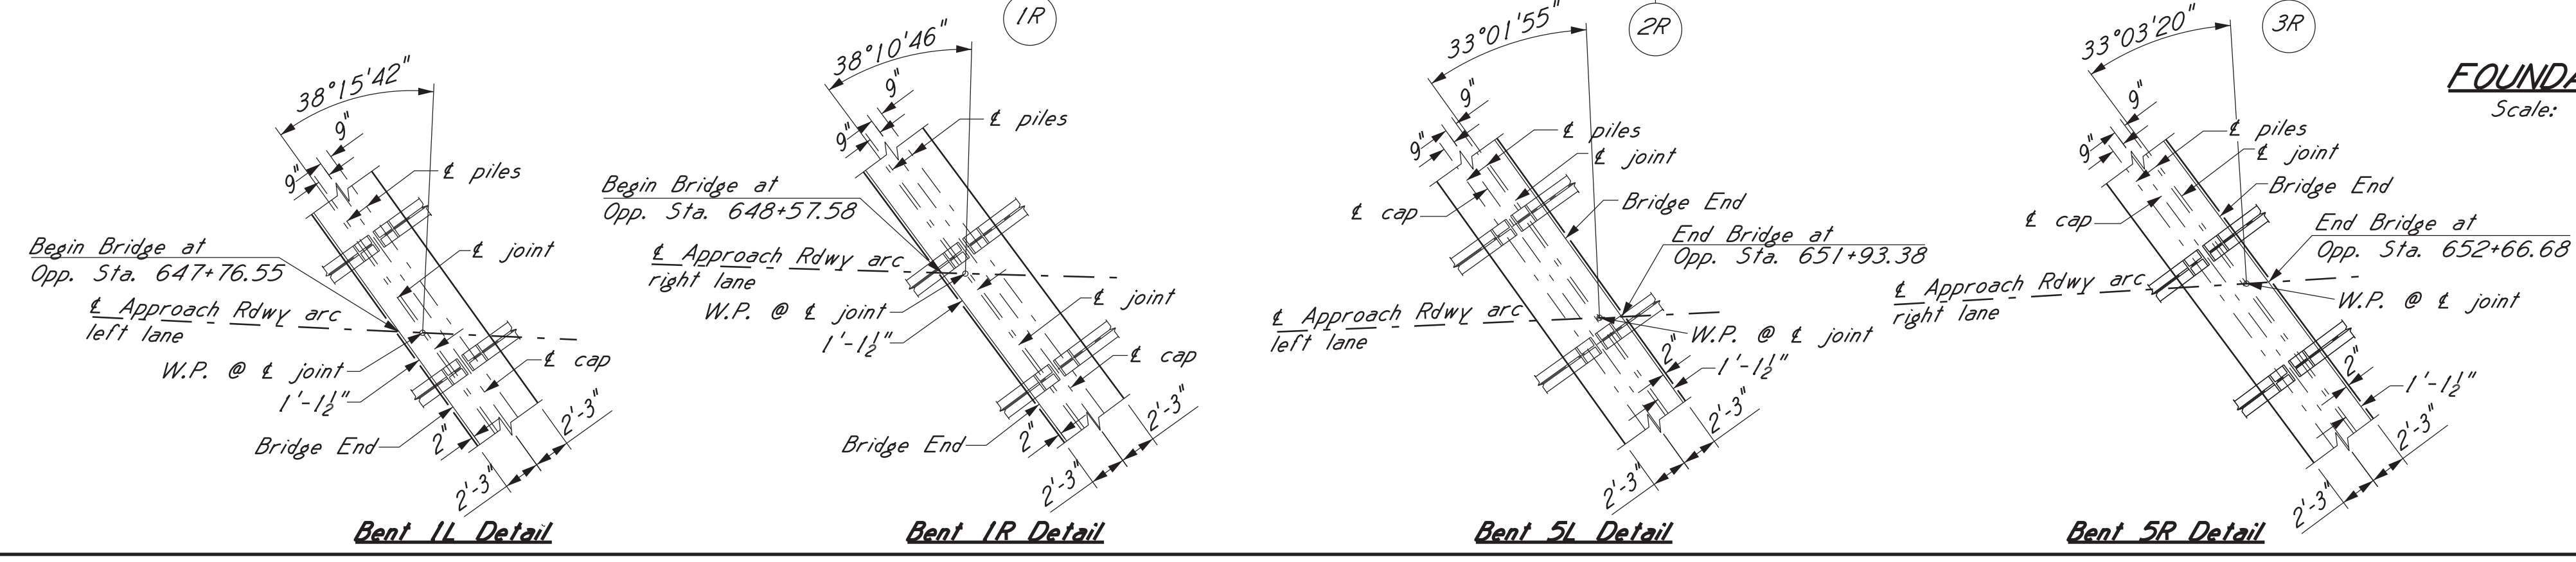 38°15'42"
9"
9"
℄ piles
Begin Bridge at
Opp. Sta. 647+76.55
℄ joint
℄ Approach Rdwy arc
left lane
W.P. @ ℄ joint
℄ cap
1'-1½"
Bridge End
2"
2'-3"
2'-3"
Bent 1L Detail
1R
38°10'46"
9"
9"
℄ piles
Begin Bridge at
Opp. Sta. 648+57.58
℄ Approach Rdwy arc
right lane
W.P. @ ℄ joint
℄ joint
1'-1½"
℄ cap
Bridge End
2"
2'-3"
2'-3"
Bent 1R Detail
2R
33°01'55"
9"
9"
℄ piles
℄ joint
℄ cap
Bridge End
End Bridge at
Opp. Sta. 651+93.38
℄ Approach Rdwy arc
left lane
W.P. @ ℄ joint
2"
1'-1½"
2'-3"
2'-3"
Bent 5L Detail
3R
33°03'20"
9"
9"
℄ piles
℄ joint
Bridge End
℄ cap
End Bridge at
Opp. Sta. 652+66.68
℄ Approach Rdwy arc
right lane
W.P. @ ℄ joint
2"
1'-1½"
2'-3"
2'-3"
Bent 5R Detail
Scale: